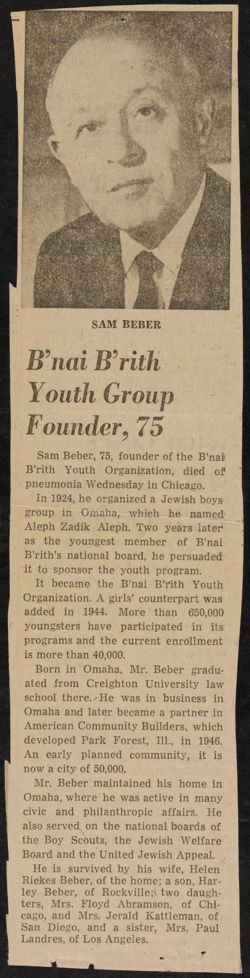 SAM BEBER
B'nai B'rith
Youth Group
Founder, 75
Sam Beber, 75, founder of the B'nai
B'rith Youth Organization, died of
pneumonia Wednesday in Chicago.
In 1924, he organized a Jewish boys
group in Omaha, which he named
Aleph Zadik Aleph. Two years later
as the youngest member of B'nai
B'rith's national board, he persuaded
it to sponsor the youth program.
It became the B'nai B'rith Youth
Organization. A girls' counterpart was
added in 1944. More than 650,000
youngsters have participated in its
programs and the current enrollment
is more than 40,000.
Born in Omaha, Mr. Beber gradu-
ated from Creighton University law
school there. He was in business in
Omaha and later became a partner in
American Community Builders, which
developed Park Forest, Ill., in 1946.
An early planned community, it is
now a city of 50,000.
Mr. Beber maintained his home in
Omaha, where he was active in many
civic and philanthropic affairs. He
also served on the national boards of
the Boy Scouts, the Jewish Welfare
Board and the United Jewish Appeal.
He is survived by his wife, Helen
Riekes Beber, of the home; a son, Har-
ley Beber, of Rockville; two daugh-
ters, Mrs. Floyd Abramson, of Chi-
cago, and Mrs. Jerald Kattleman, of
San Diego, and a sister, Mrs. Paul
Landres, of Los Angeles.